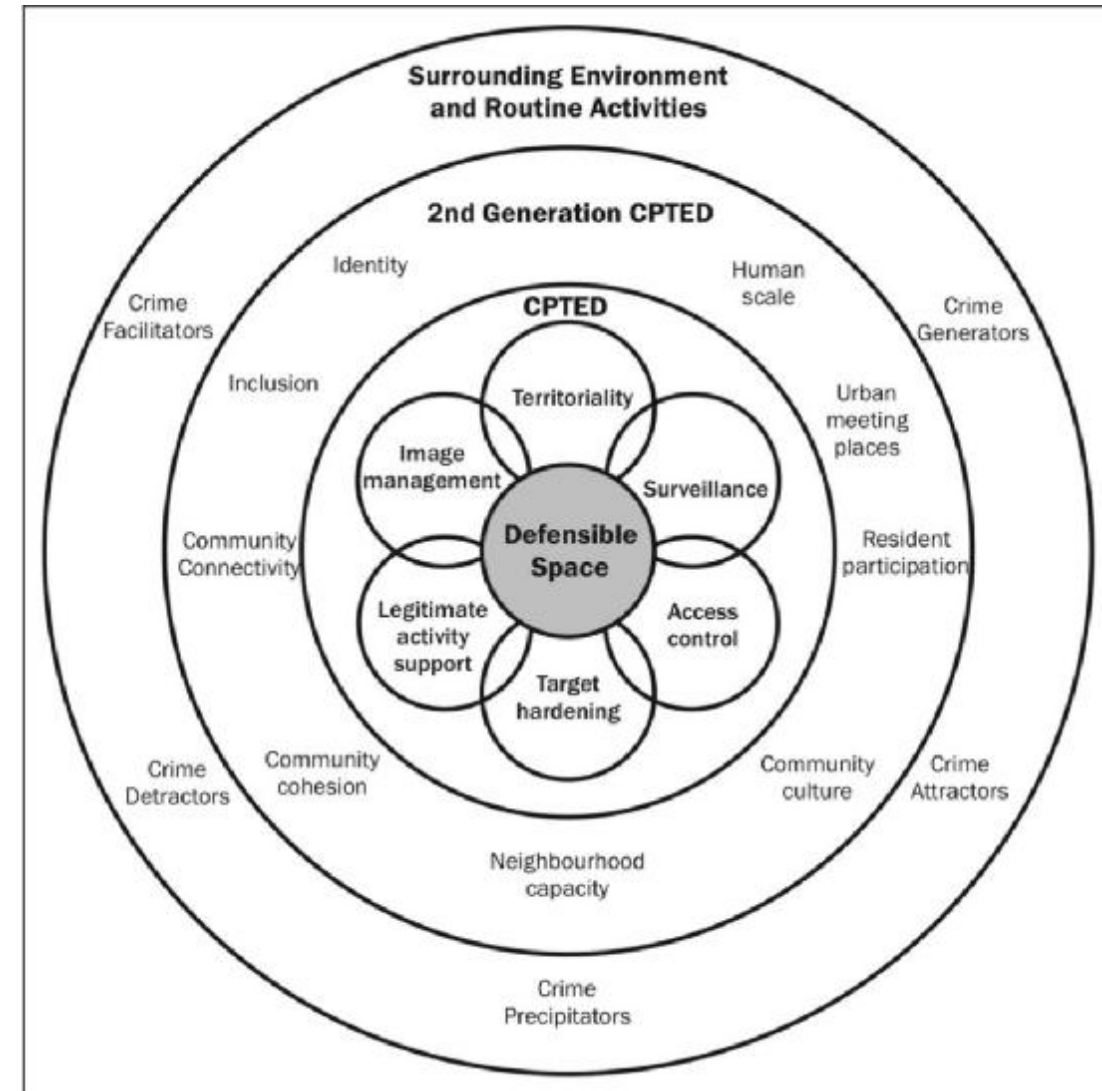 Surrounding Environment
and Routine Activities
2nd Generation CPTED
Identity
Human
scale
Crime
Facilitators
CPTED
Crime
Generators
Inclusion
Territoriality
Urban
meeting
places
Image
management
Surveillance
Community
Connectivity
Defensible
Space
Resident
participation
Legitimate
activity
support
Access
control
Target
hardening
Crime
Detractors
Community
cohesion
Community
culture
Crime
Attractors
Neighbourhood
capacity
Crime
Precipitators